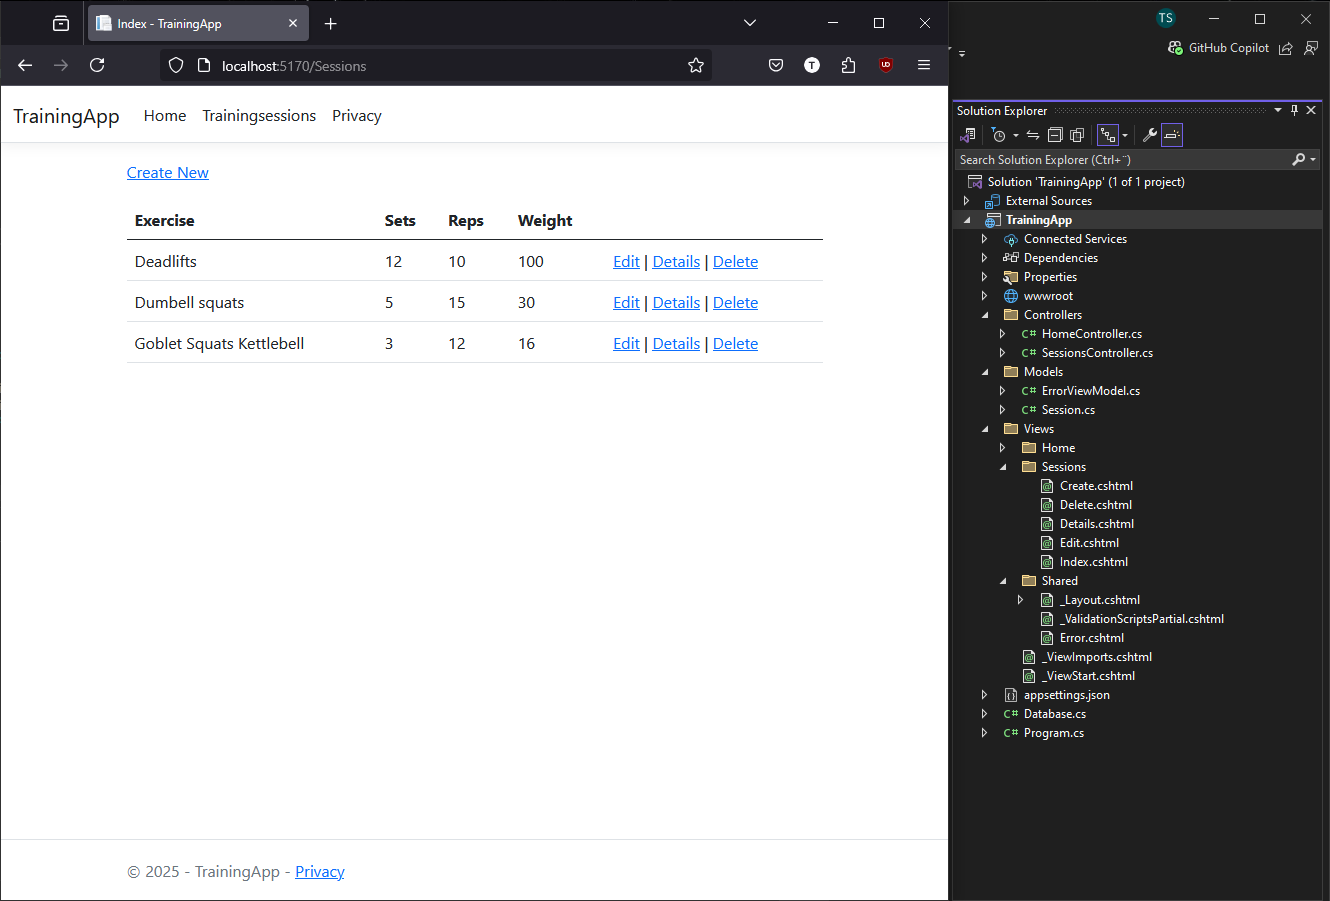 Index - TrainingApp
localhost:5170/Sessions
TrainingApp Home Trainingsessions Privacy
Create New
Exercise Sets Reps Weight
Deadlifts 12 10 100 Edit | Details | Delete
Dumbell squats 5 15 30 Edit | Details | Delete
Goblet Squats Kettlebell 3 12 16 Edit | Details | Delete
© 2025 - TrainingApp - Privacy
T
UD
TS
GitHub Copilot
Solution Explorer
Search Solution Explorer (Ctrl+¨)
Solution 'TrainingApp' (1 of 1 project)
External Sources
TrainingApp
Connected Services
Dependencies
Properties
wwwroot
Controllers
C# HomeController.cs
C# SessionsController.cs
Models
C# ErrorViewModel.cs
C# Session.cs
Views
Home
Sessions
Create.cshtml
Delete.cshtml
Details.cshtml
Edit.cshtml
Index.cshtml
Shared
_Layout.cshtml
_ValidationScriptsPartial.cshtml
Error.cshtml
_ViewImports.cshtml
_ViewStart.cshtml
appsettings.json
C# Database.cs
C# Program.cs